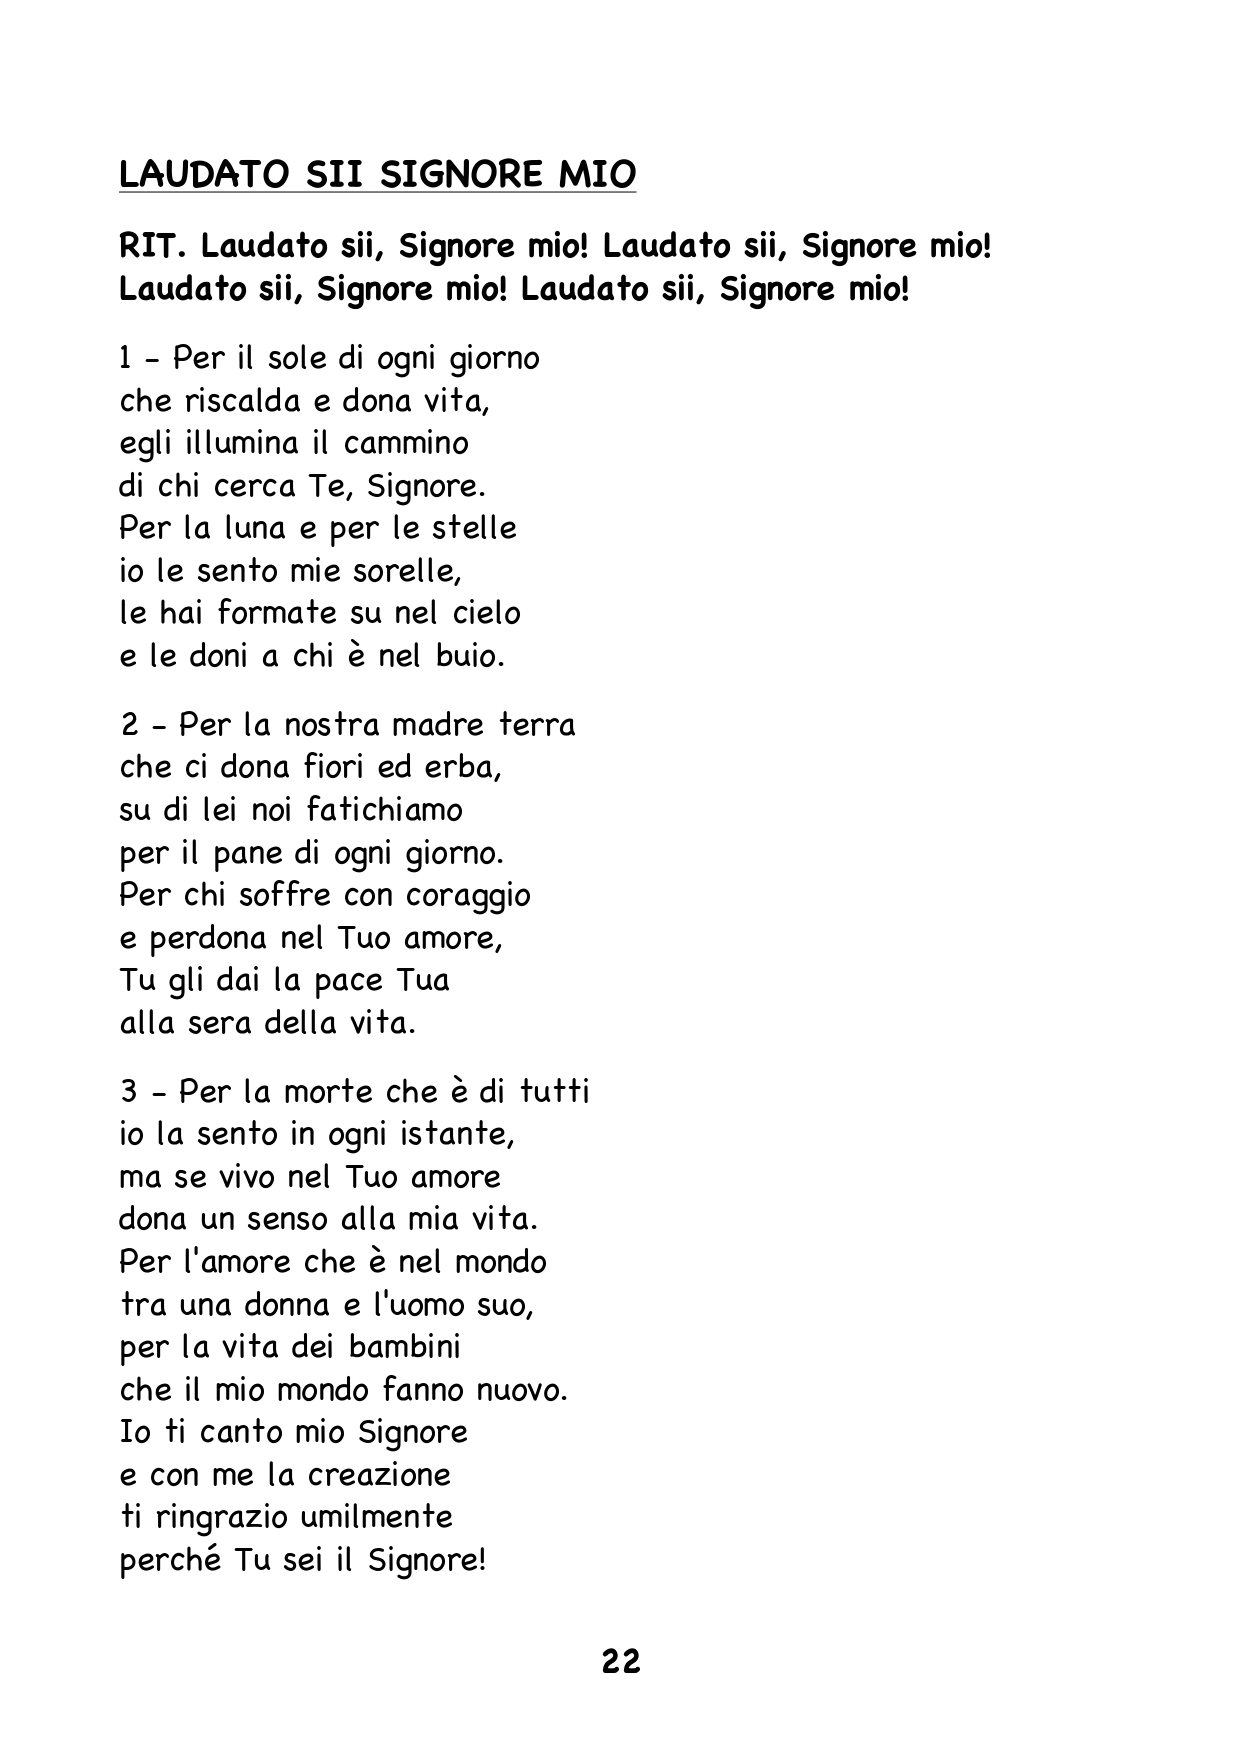 LAUDATO SII SIGNORE MIO
RIT. Laudato sii, Signore mio! Laudato sii, Signore mio!
Laudato sii, Signore mio! Laudato sii, Signore mio!
1 – Per il sole di ogni giorno
che riscalda e dona vita,
egli illumina il cammino
di chi cerca Te, Signore.
Per la luna e per le stelle
io le sento mie sorelle,
le hai formate su nel cielo
e le doni a chi è nel buio.
2 – Per la nostra madre terra
che ci dona fiori ed erba,
su di lei noi fatichiamo
per il pane di ogni giorno.
Per chi soffre con coraggio
e perdona nel Tuo amore,
Tu gli dai la pace Tua
alla sera della vita.
3 – Per la morte che è di tutti
io la sento in ogni istante,
ma se vivo nel Tuo amore
dona un senso alla mia vita.
Per l'amore che è nel mondo
tra una donna e l'uomo suo,
per la vita dei bambini
che il mio mondo fanno nuovo.
Io ti canto mio Signore
e con me la creazione
ti ringrazio umilmente
perché Tu sei il Signore!
22